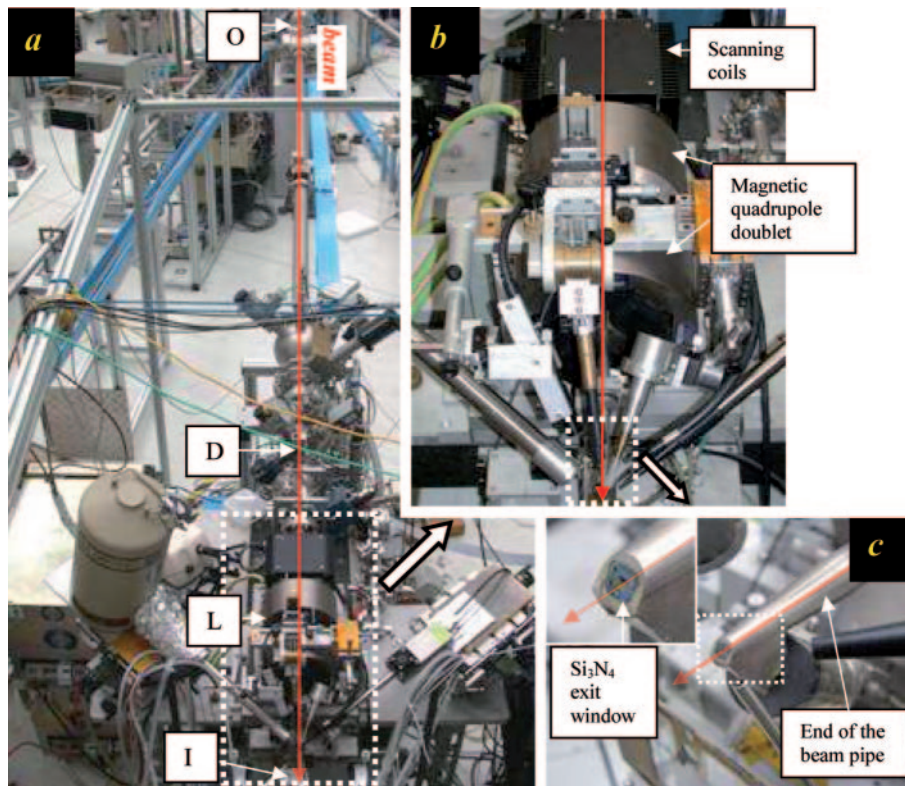 a
O
beam
D
L
I
b
Scanning
coils
Magnetic
quadrupole
doublet
c
Si₃N₄
exit
window
End of the
beam pipe